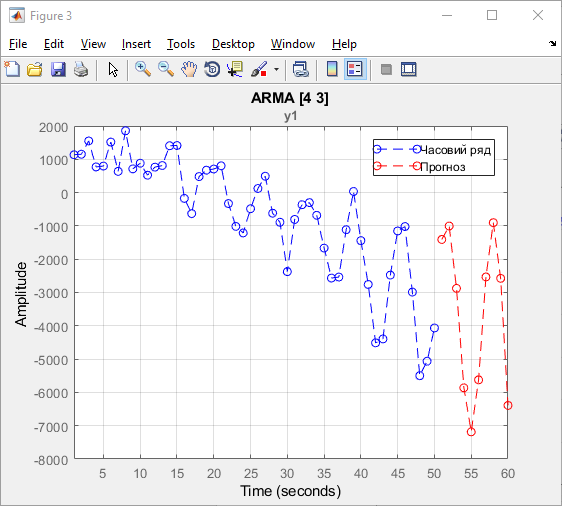 Figure 3
File Edit View Insert Tools Desktop Window Help
ARMA [4 3]
y1
Часовий ряд
Прогноз
2000
1000
0
-1000
-2000
-3000
-4000
-5000
-6000
-7000
-8000
Amplitude
5 10 15 20 25 30 35 40 45 50 55 60
Time (seconds)